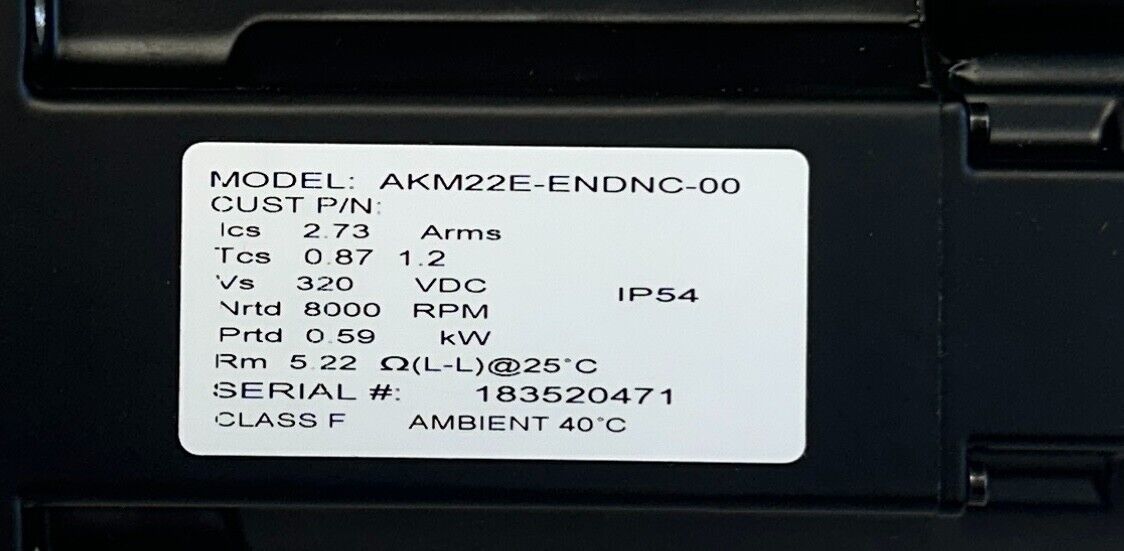 MODEL: AKM22E-ENDNC-00
CUST P/N:
Ics 2.73 Arms
Tcs 0.87 1.2
Vs 320 VDC
IP54
Nrtd 8000 RPM
Prtd 0.59 kW
Rm 5.22 Ω(L-L)@25°C
SERIAL #: 183520471
CLASS F AMBIENT 40°C